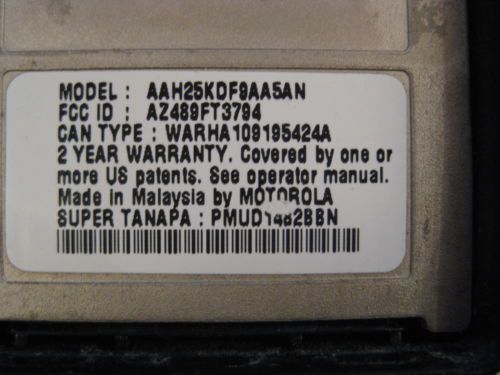 MODEL : AAH25KDF9AA5AN
FCC ID : AZ489FT3794
CAN TYPE : WARHA109195424A
2 YEAR WARRANTY. Covered by one or
more US patents. See operator manual.
Made in Malaysia by MOTOROLA
SUPER TANAPA : PMUD1482BBN